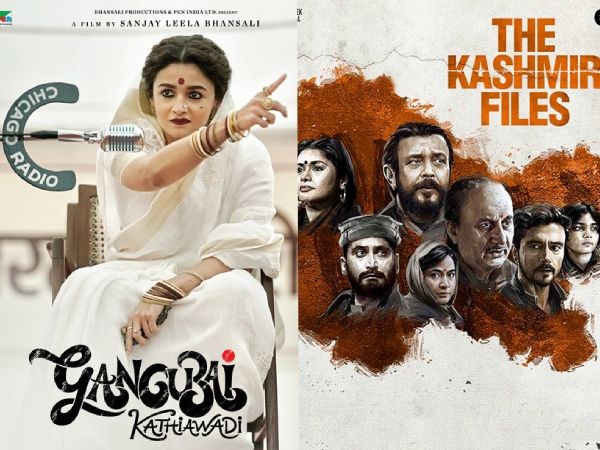 BHANSALI PRODUCTIONS & PEN INDIA LTD. PRESENT
A FILM BY SANJAY LEELA BHANSALI
CHICAGO RADIO
GANGUBAI
KATHIAWADI
THE
KASHMIR
FILES